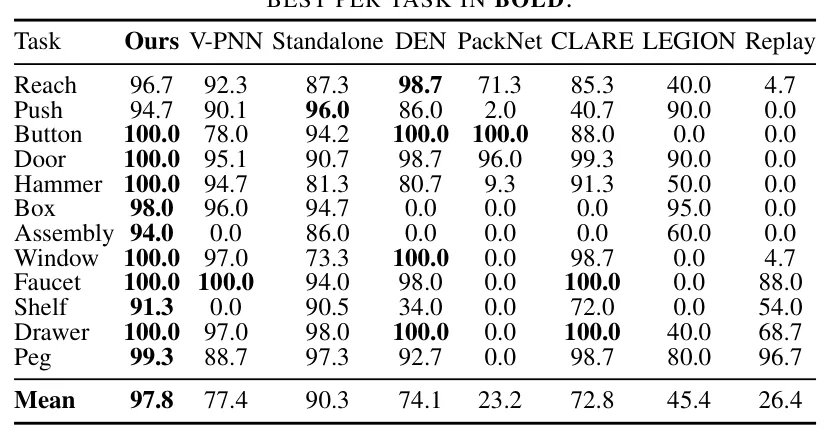 BEST PER TASK IN BOLD.
Task Ours V-PNN Standalone DEN PackNet CLARE LEGION Replay
Reach 96.7 92.3 87.3 98.7 71.3 85.3 40.0 4.7
Push 94.7 90.1 96.0 86.0 2.0 40.7 90.0 0.0
Button 100.0 78.0 94.2 100.0 100.0 88.0 0.0 0.0
Door 100.0 95.1 90.7 98.7 96.0 99.3 90.0 0.0
Hammer 100.0 94.7 81.3 80.7 9.3 91.3 50.0 0.0
Box 98.0 96.0 94.7 0.0 0.0 0.0 95.0 0.0
Assembly 94.0 0.0 86.0 0.0 0.0 0.0 60.0 0.0
Window 100.0 97.0 73.3 100.0 0.0 98.7 0.0 4.7
Faucet 100.0 100.0 94.0 98.0 0.0 100.0 0.0 88.0
Shelf 91.3 0.0 90.5 34.0 0.0 72.0 0.0 54.0
Drawer 100.0 97.0 98.0 100.0 0.0 100.0 40.0 68.7
Peg 99.3 88.7 97.3 92.7 0.0 98.7 80.0 96.7
Mean 97.8 77.4 90.3 74.1 23.2 72.8 45.4 26.4